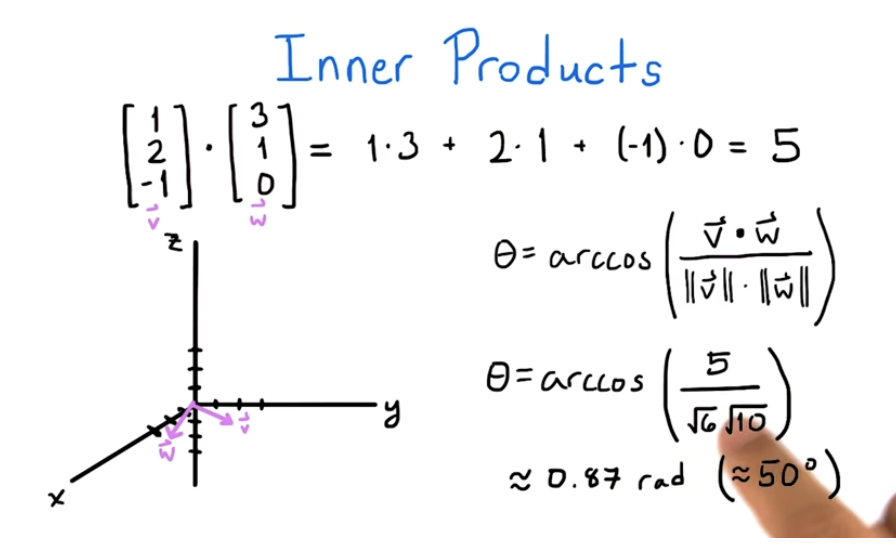 Inner Products
[1 2 -1] · [3 1 0] = 1·3 + 2·1 + (-1)·0 = 5
v⃗ w⃗
z
θ = arccos ( v⃗ · w⃗ / ‖v⃗‖ · ‖w⃗‖ )
θ = arccos ( 5 / √6 √10 )
y
v⃗
w⃗
≈ 0.87 rad (≈50°)
x